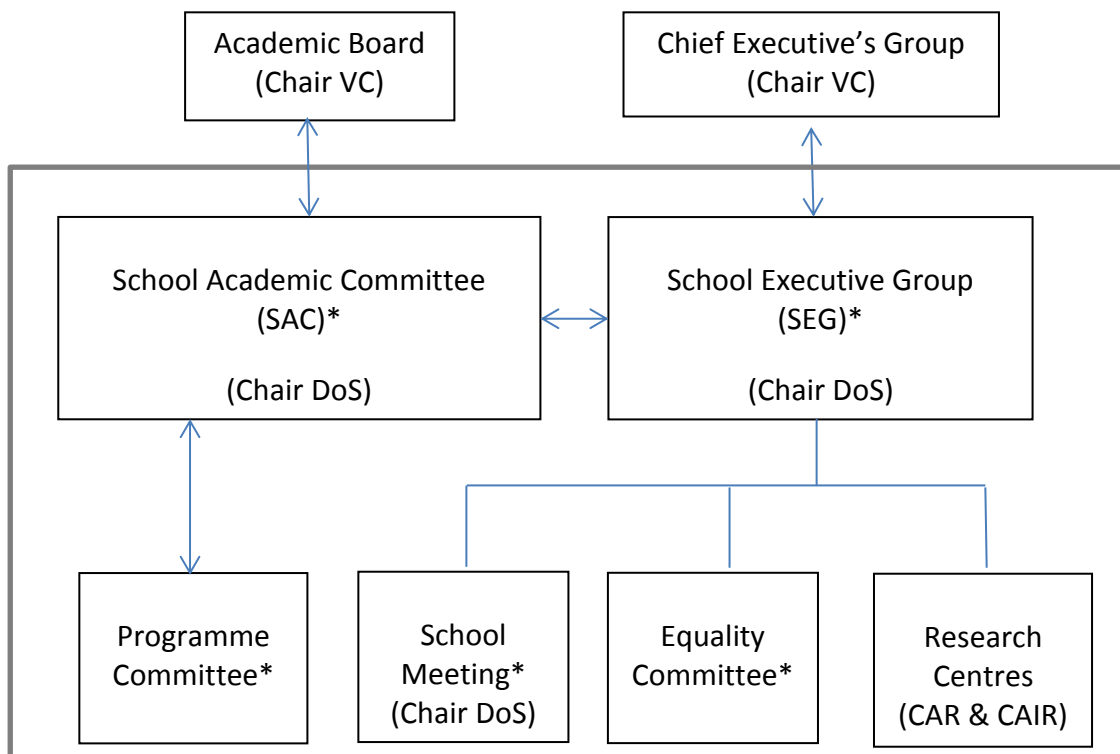 Academic Board
(Chair VC)
Chief Executive’s Group
(Chair VC)
School Academic Committee
(SAC)*
(Chair DoS)
School Executive Group
(SEG)*
(Chair DoS)
Programme
Committee*
School
Meeting*
(Chair DoS)
Equality
Committee*
Research
Centres
(CAR & CAIR)